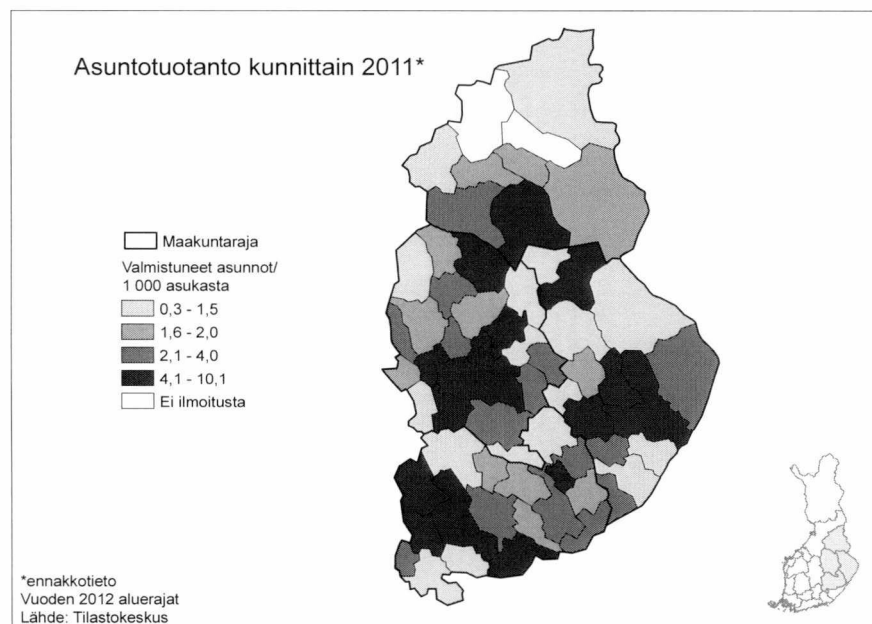 Asuntotuotanto kunnittain 2011*
Maakuntaraja
Valmistuneet asunnot/
1 000 asukasta
0,3 - 1,5
1,6 - 2,0
2,1 - 4,0
4,1 - 10,1
Ei ilmoitusta
*ennakkotieto
Vuoden 2012 aluerajat
Lähde: Tilastokeskus